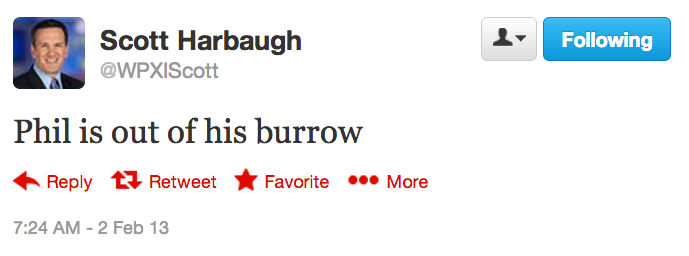 Scott Harbaugh
Following
@WPXIScott
Phil is out of his burrow
Reply Retweet Favorite More
7:24 AM - 2 Feb 13